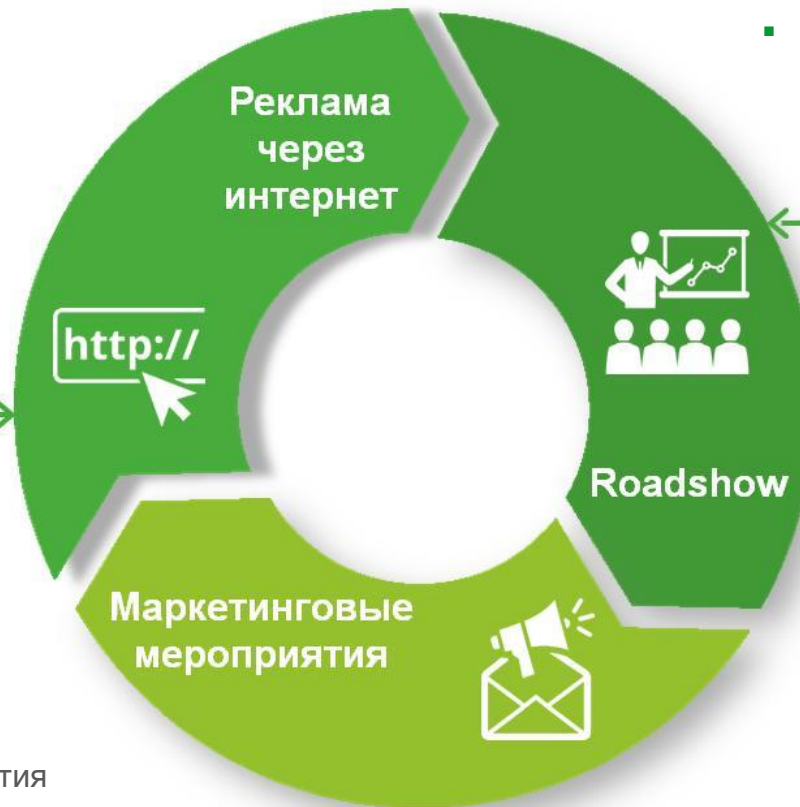 Реклама
через
интернет
http://
Roadshow
Маркетинговые
мероприятия
тия